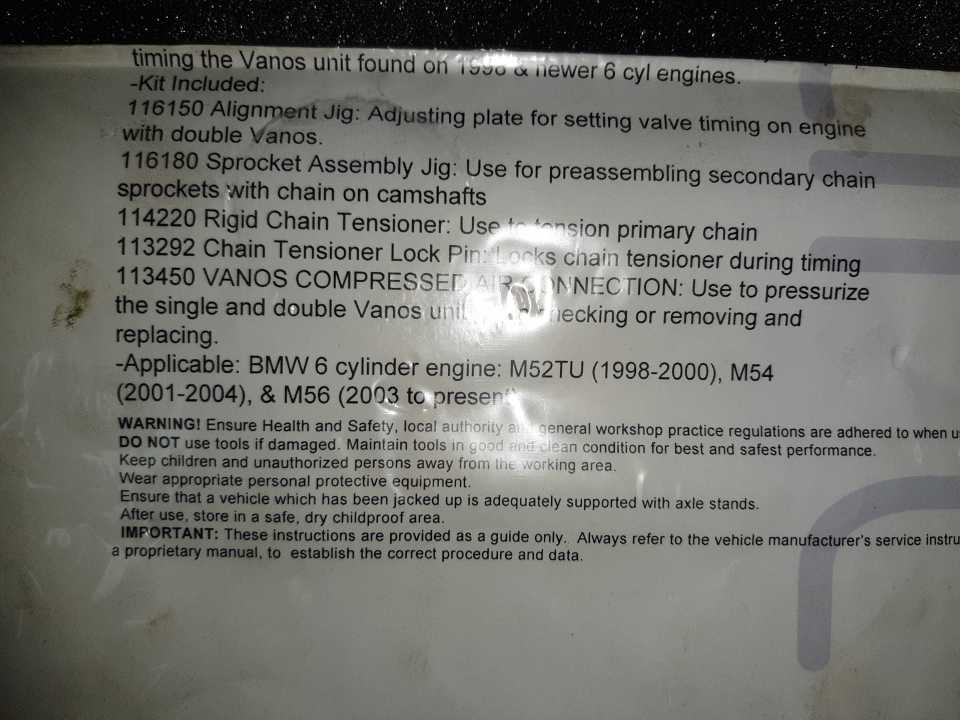 timing the Vanos unit found on 1998 & newer 6 cyl engines.
-Kit Included:
116150 Alignment Jig: Adjusting plate for setting valve timing on engine
with double Vanos.
116180 Sprocket Assembly Jig: Use for preassembling secondary chain
sprockets with chain on camshafts
114220 Rigid Chain Tensioner: Use to tension primary chain
113292 Chain Tensioner Lock Pin: Locks chain tensioner during timing
113450 VANOS COMPRESSED AIR CONNECTION: Use to pressurize
the single and double Vanos unit checking or removing and
replacing.
-Applicable: BMW 6 cylinder engine: M52TU (1998-2000), M54
(2001-2004), & M56 (2003 to present)
WARNING! Ensure Health and Safety, local authority and general workshop practice regulations are adhered to when
DO NOT use tools if damaged. Maintain tools in good and clean condition for best and safest performance.
Keep children and unauthorized persons away from the working area.
Wear appropriate personal protective equipment.
Ensure that a vehicle which has been jacked up is adequately supported with axle stands.
After use, store in a safe, dry childproof area.
IMPORTANT: These instructions are provided as a guide only. Always refer to the vehicle manufacturer's service
a proprietary manual, to establish the correct procedure and data.